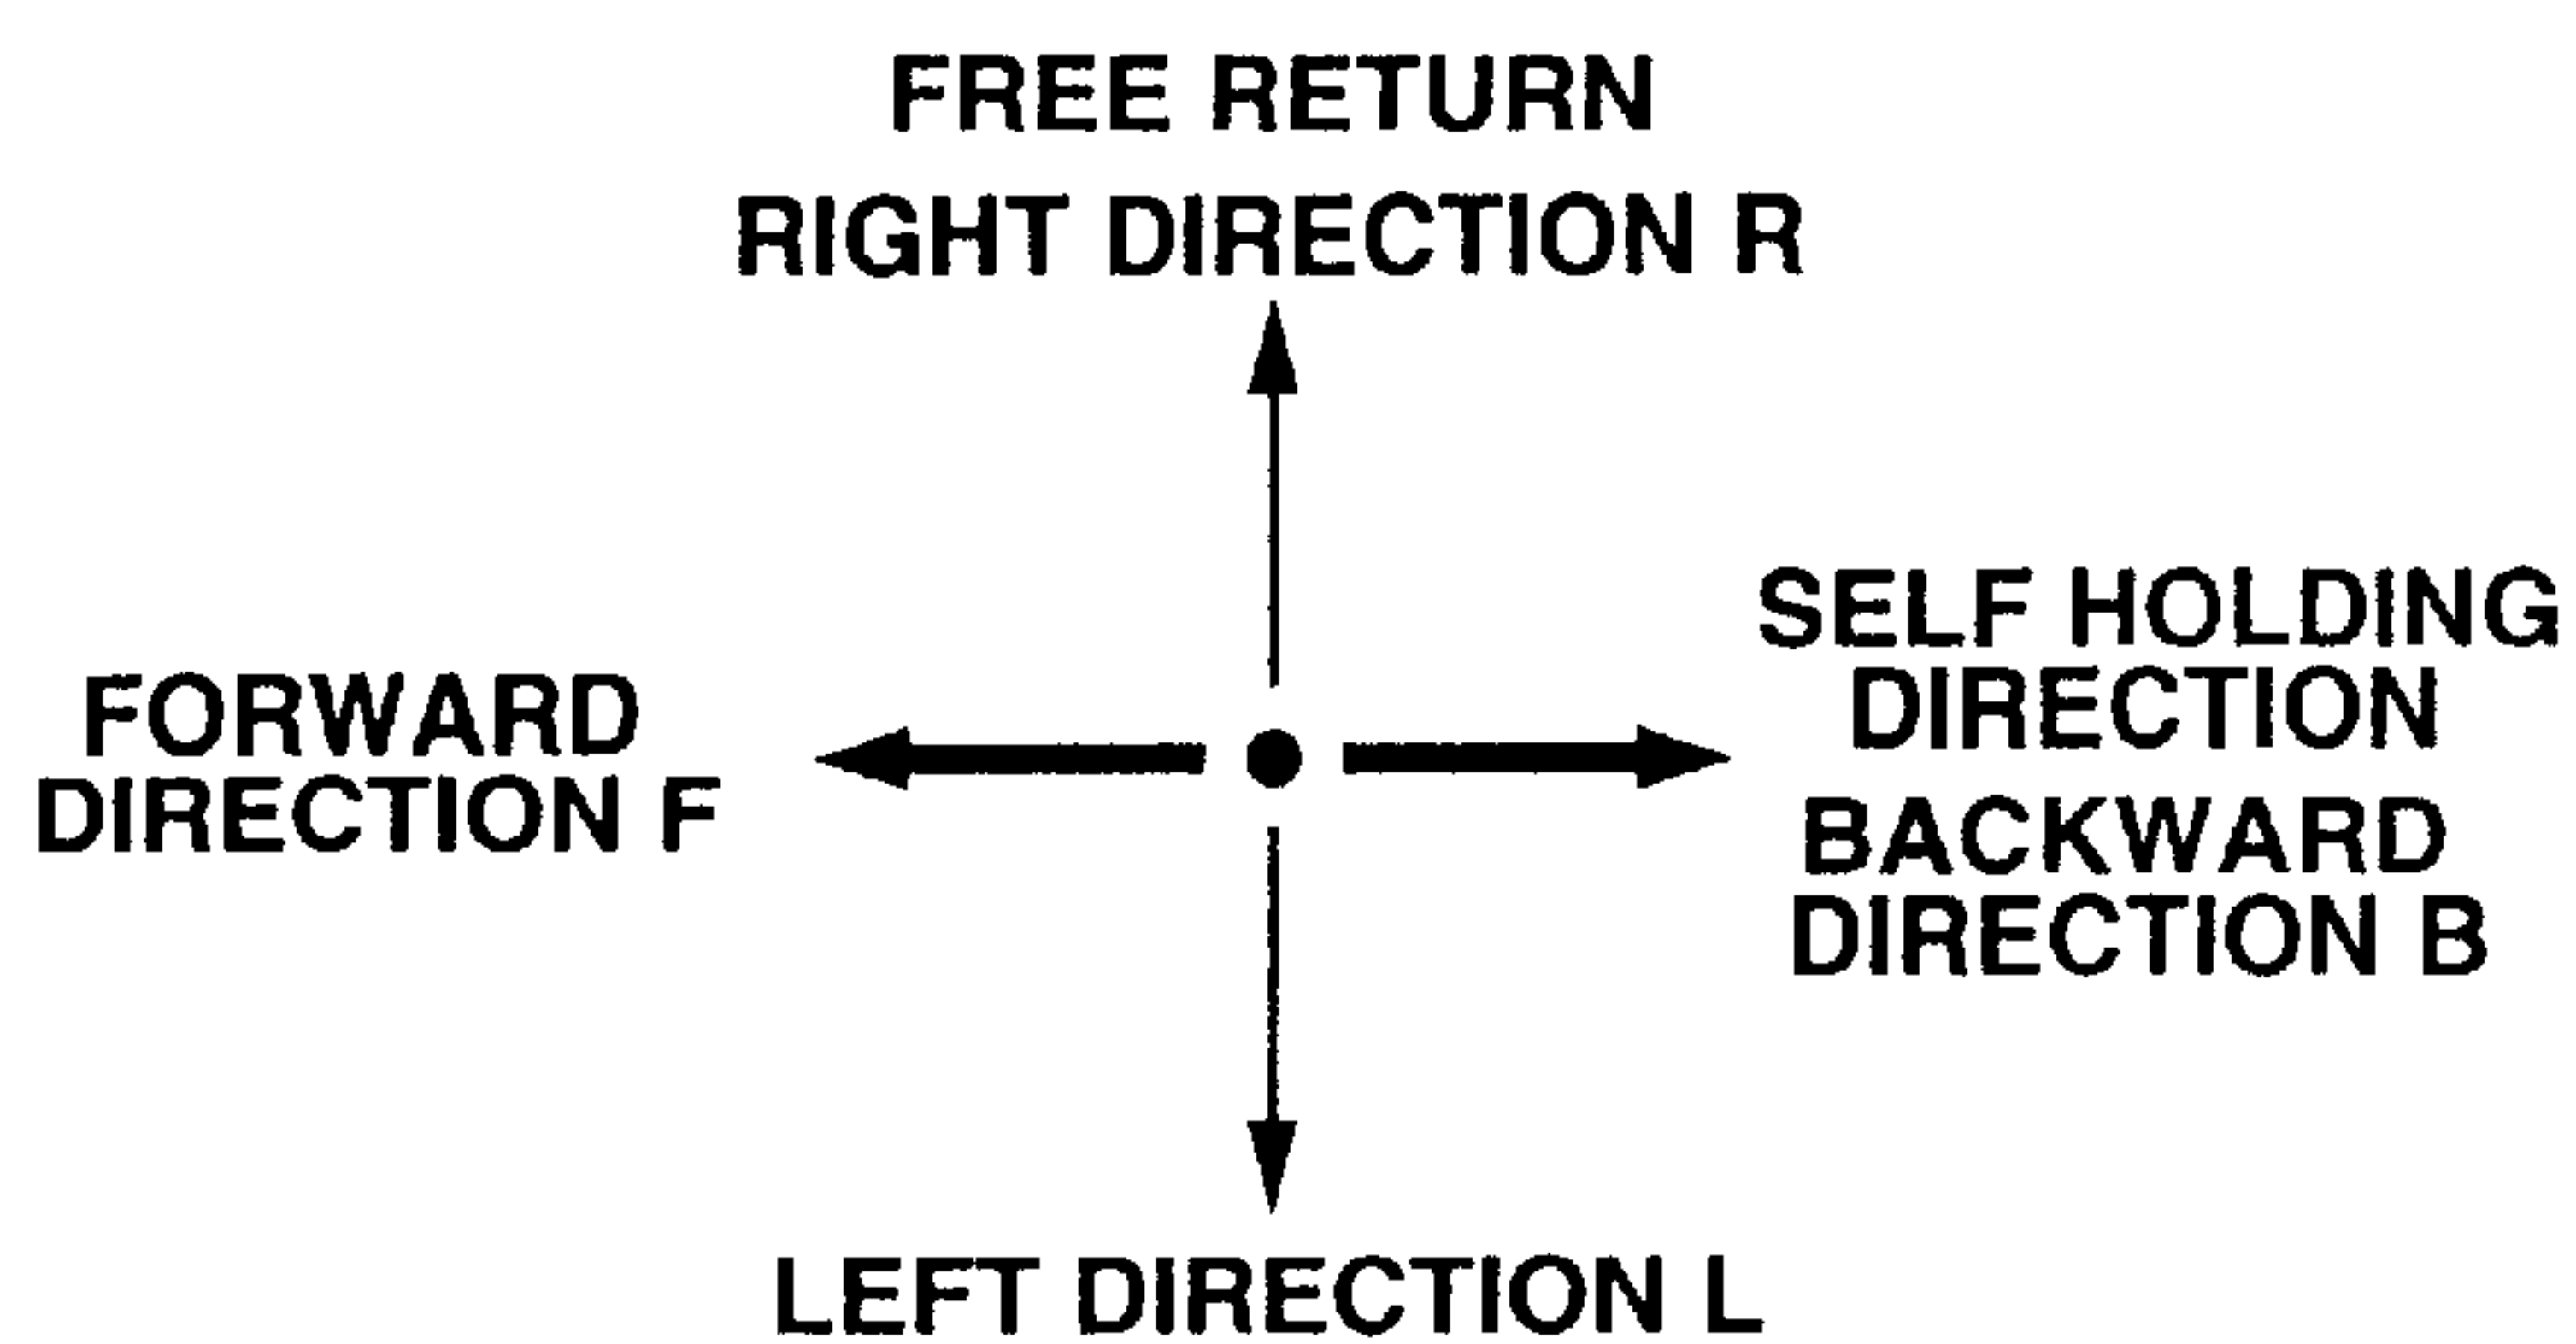 FREE RETURN
RIGHT DIRECTION R
SELF HOLDING
DIRECTION
FORWARD
DIRECTION F
BACKWARD
DIRECTION B
LEFT DIRECTION L